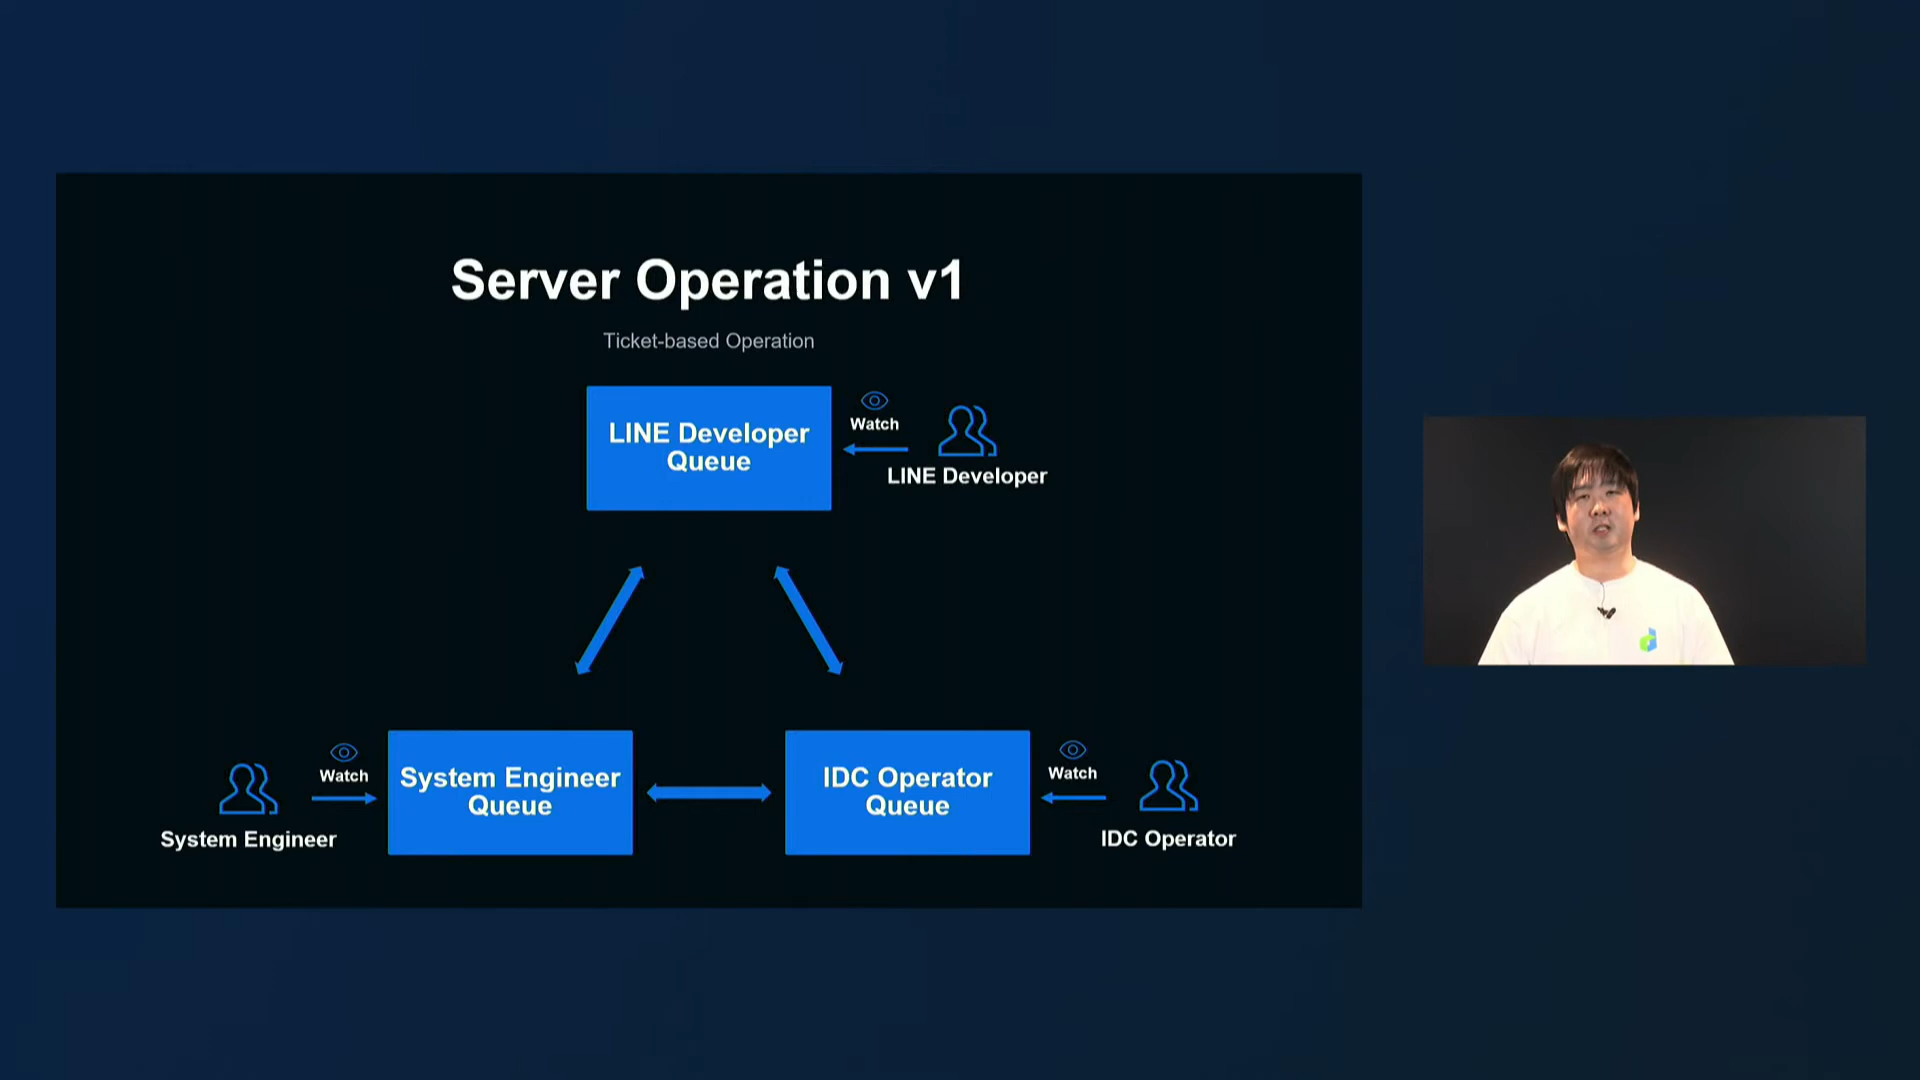 Server Operation v1
Ticket-based Operation
LINE Developer
Queue
Watch
LINE Developer
System Engineer
Watch
System Engineer
Queue
IDC Operator
Queue
Watch
IDC Operator